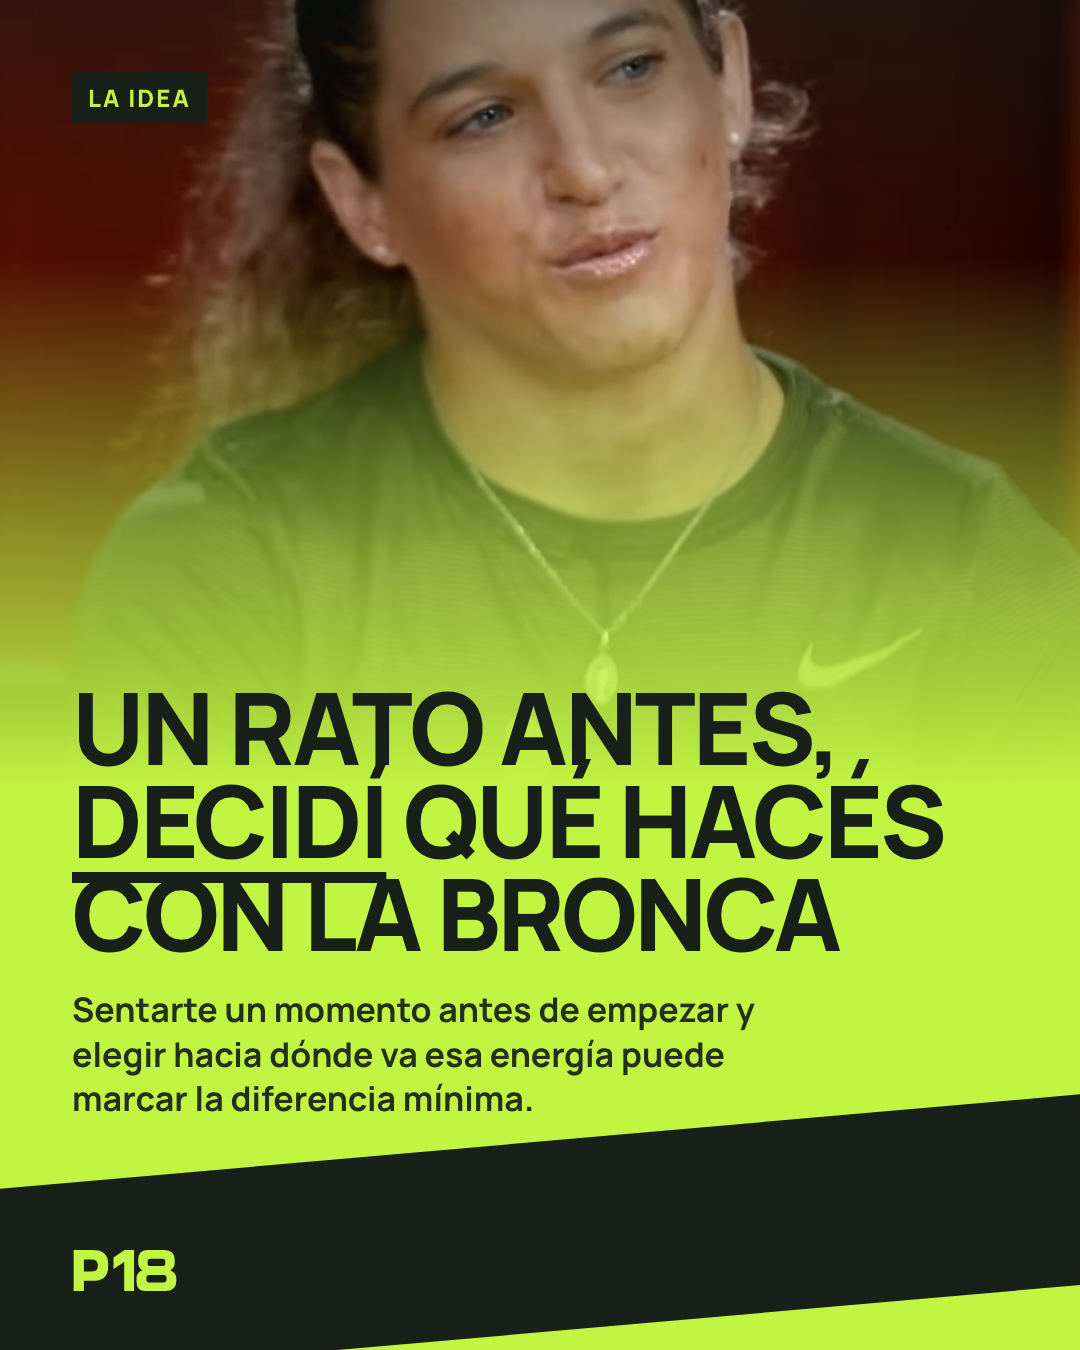 LA IDEA
UN RATO ANTES,
DECIDÍ QUÉ HACÉS
CON LA BRONCA
Sentarte un momento antes de empezar y
elegir hacia dónde va esa energía puede
marcar la diferencia mínima.
P18